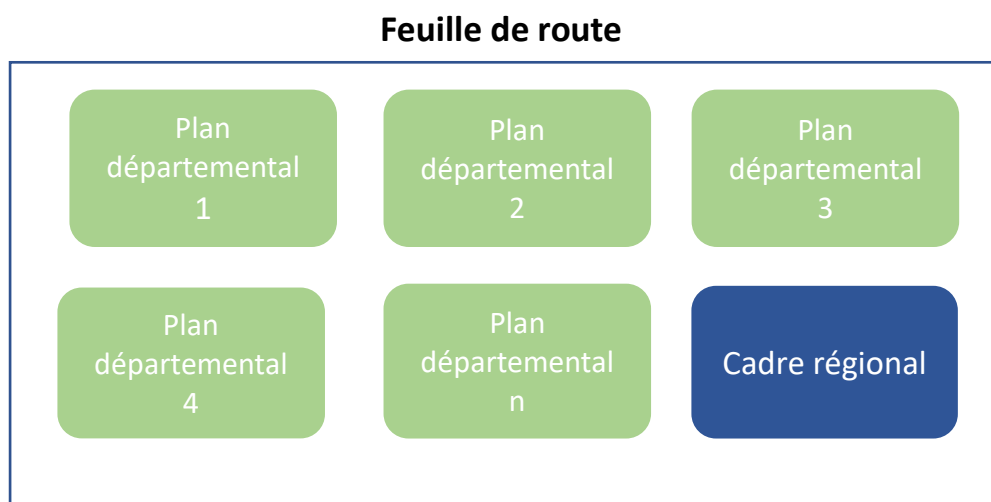 Feuille de route
Plan
départemental
1
Plan
départemental
2
Plan
départemental
3
Plan
départemental
4
Plan
départemental
n
Cadre régional